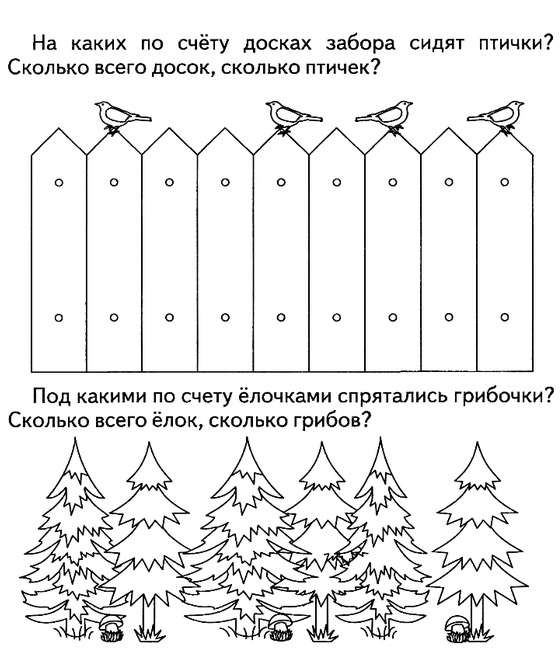 На каких по счёту досках забора сидят птички?
Сколько всего досок, сколько птичек?
Под какими по счету ёлочками спрятались грибочки?
Сколько всего ёлок, сколько грибов?